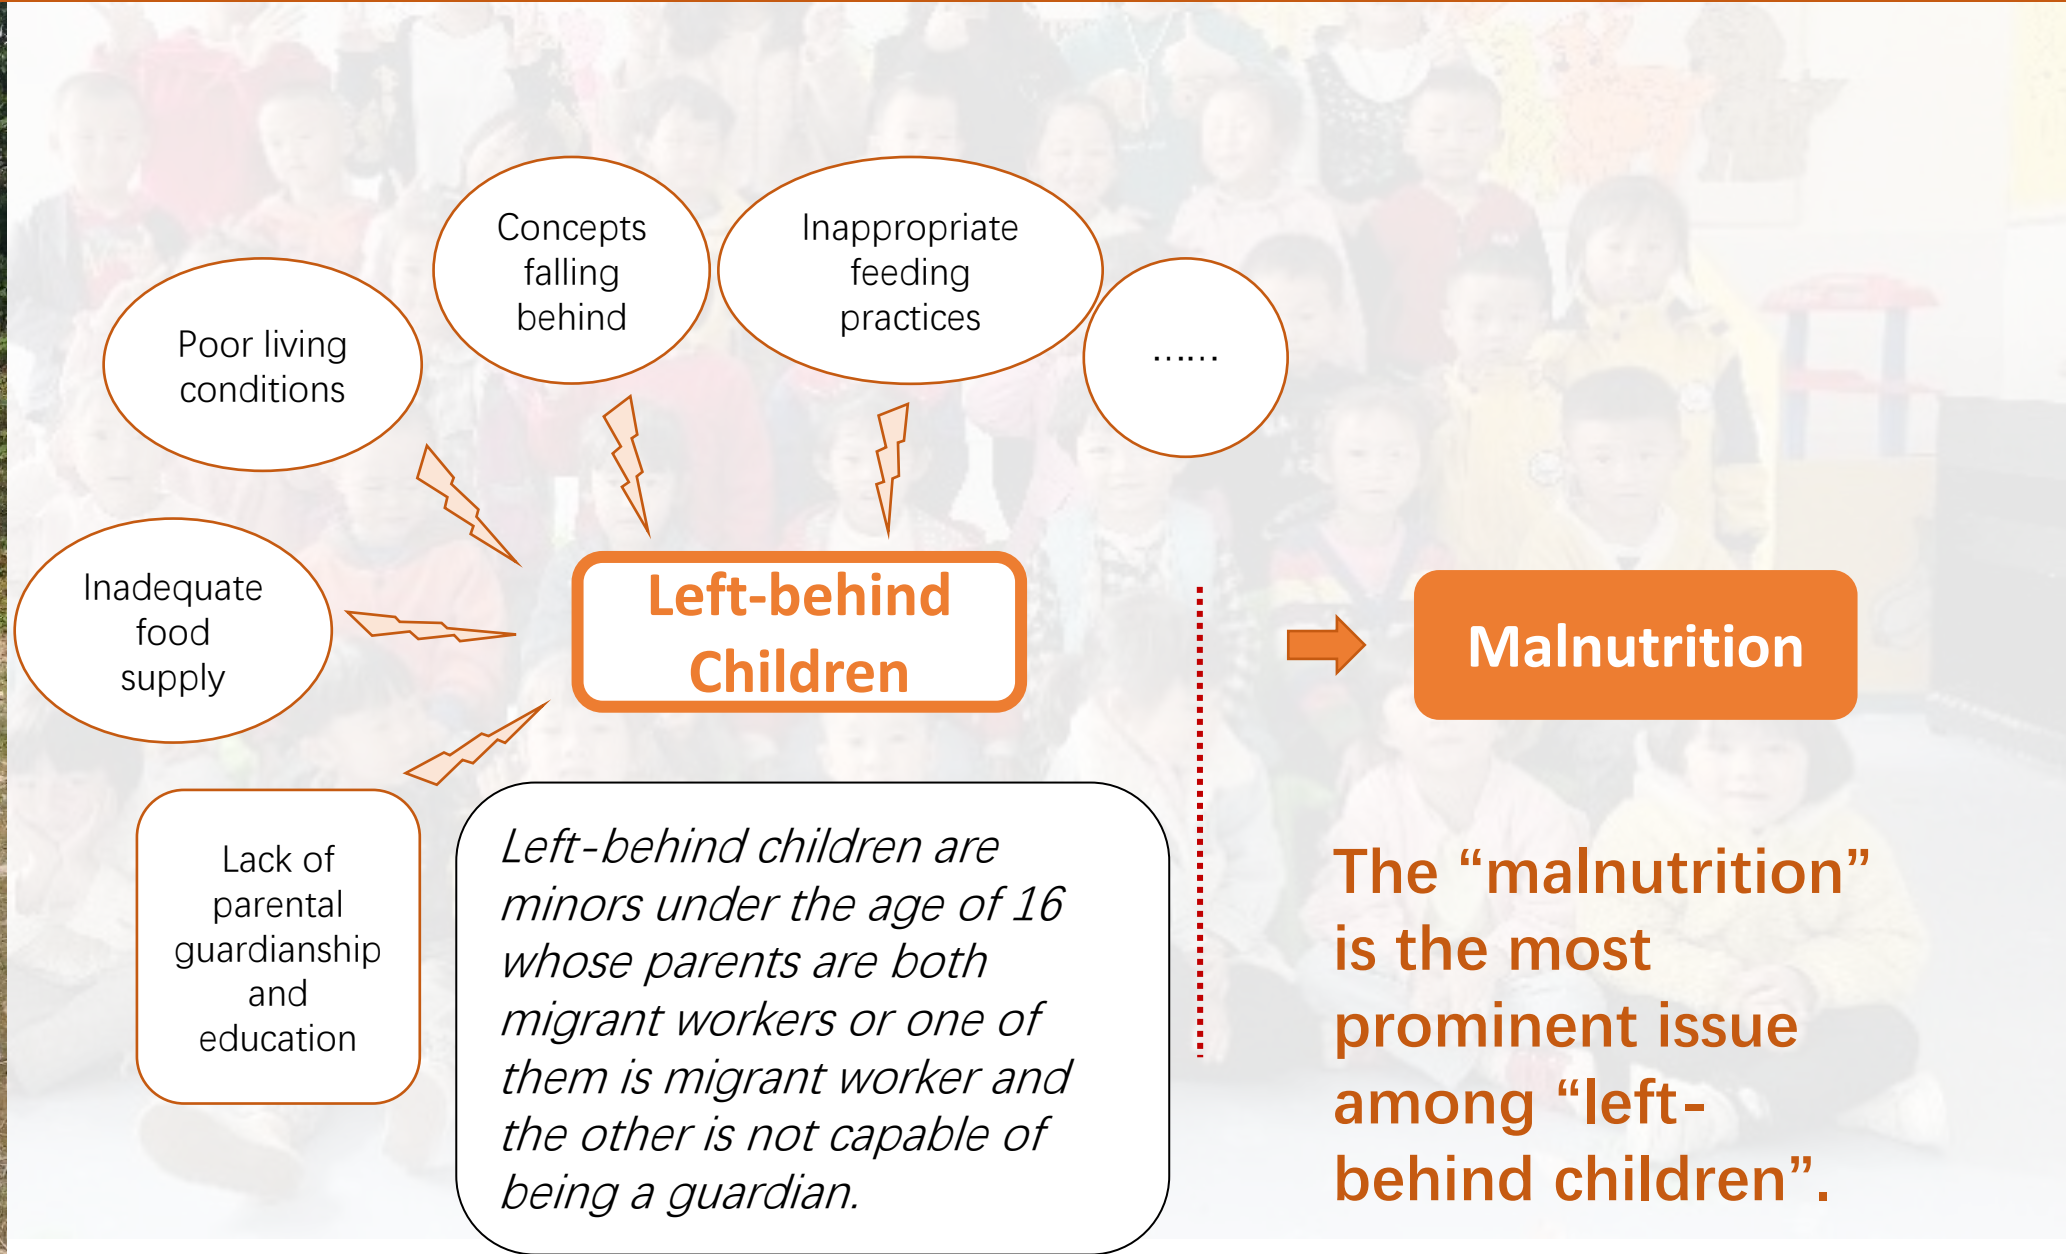 Concepts
falling
behind
Inappropriate
feeding
practices
……
Poor living
conditions
Inadequate
food
supply
Left-behind
Children
Malnutrition
Lack of
parental
guardianship
and
education
Left-behind children are
minors under the age of 16
whose parents are both
migrant workers or one of
them is migrant worker and
the other is not capable of
being a guardian.
The “malnutrition”
is the most
prominent issue
among “left-
behind children”.